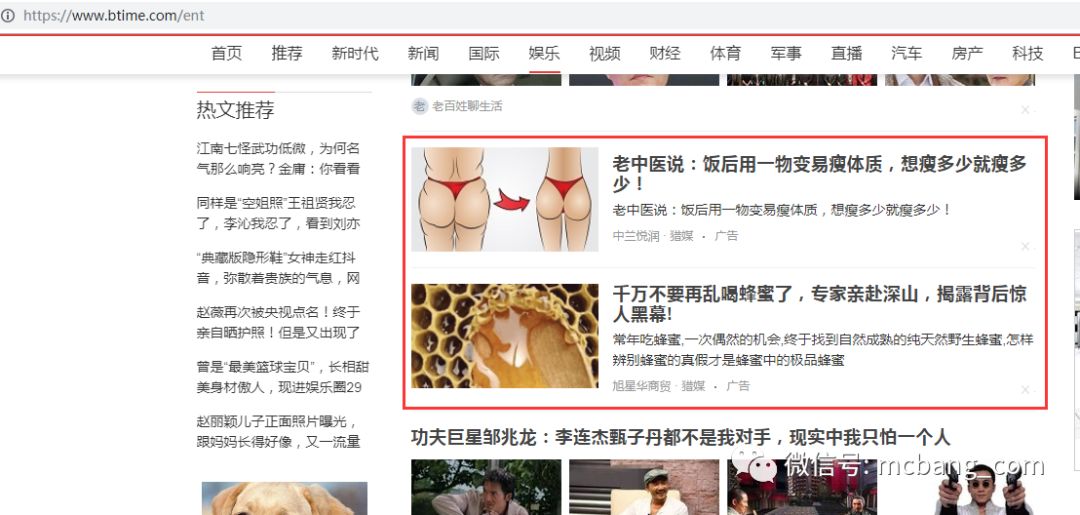 https://www.btime.com/ent
首页 推荐 新时代 新闻 国际 娱乐 视频 财经 体育 军事 直播 汽车 房产 科技
热文推荐
江南七怪武功低微，为何名
气那么响亮？金庸：你看看
同样是“空姐照”王祖贤我忍
了，李沁我忍了，看到刘亦
“典藏版隐形鞋”女神走红抖
音，弥散着贵族的气息，网
赵薇再次被央视点名！终于
亲自晒护照！但是又出现了
曾是“最美篮球宝贝”，长相甜
美身材傲人，现进娱乐圈29
赵丽颖儿子正面照片曝光，
跟妈妈长得好像，又一流量
老 老百姓聊生活
老中医说：饭后用一物变易瘦体质，想瘦多少就瘦多
少！
老中医说：饭后用一物变易瘦体质，想瘦多少就瘦多少！
中兰悦润 · 猎媒 · 广告
千万不要再乱喝蜂蜜了，专家亲赴深山，揭露背后惊
人黑幕!
常年吃蜂蜜,一次偶然的机会,终于找到自然成熟的纯天然野生蜂蜜,怎样
辨别蜂蜜的真假才是蜂蜜中的极品蜂蜜
旭星华商贸 · 猎媒 · 广告
功夫巨星邹兆龙：李连杰甄子丹都不是我对手，现实中我只怕一个人
微信号: mcbang_com